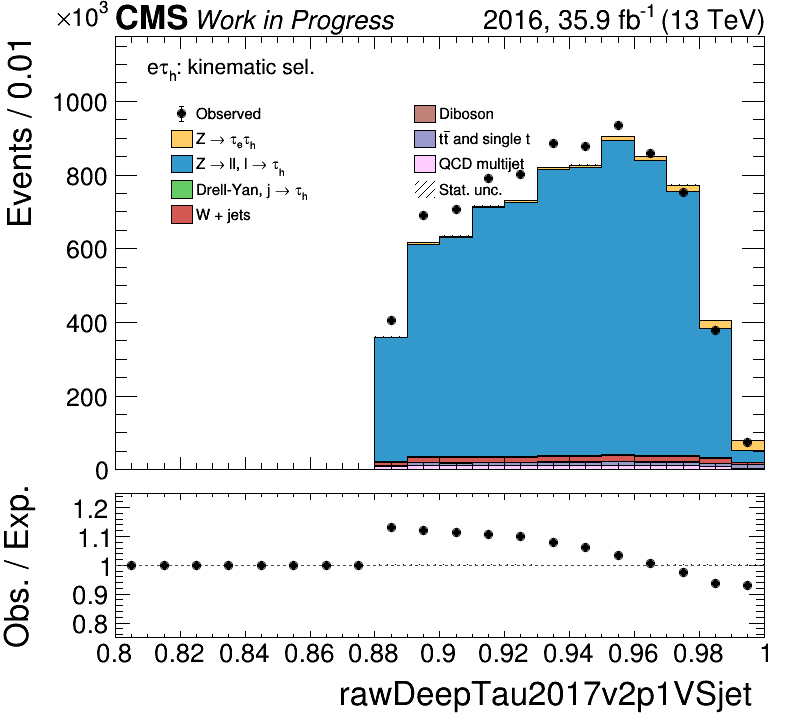 ×10³ CMS Work in Progress 2016, 35.9 fb⁻¹ (13 TeV)
eτₕ: kinematic sel.
Observed
Z → τₑτₕ
Z → ll, l → τₕ
Drell-Yan, j → τₕ
W + jets
Diboson
tt̅ and single t
QCD multijet
Stat. unc.
Events / 0.01
1000
800
600
400
200
0
Obs. / Exp.
1.2
1.1
1
0.9
0.8
0.8 0.82 0.84 0.86 0.88 0.9 0.92 0.94 0.96 0.98 1
rawDeepTau2017v2p1VSjet